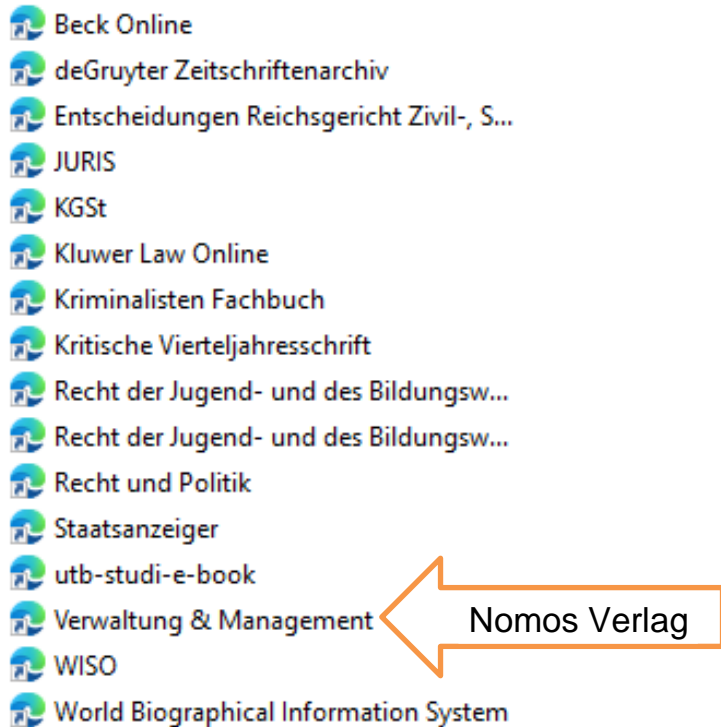 Beck Online
deGruyter Zeitschriftenarchiv
Entscheidungen Reichsgericht Zivil-, S...
JURIS
KGSt
Kluwer Law Online
Kriminalisten Fachbuch
Kritische Vierteljahresschrift
Recht der Jugend- und des Bildungsw...
Recht der Jugend- und des Bildungsw...
Recht und Politik
Staatsanzeiger
utb-studi-e-book
Verwaltung & Management Nomos Verlag
WISO
World Biographical Information System